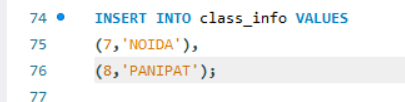 74 INSERT INTO class_info VALUES
75 (7,'NOIDA'),
76 (8,'PANIPAT');
77